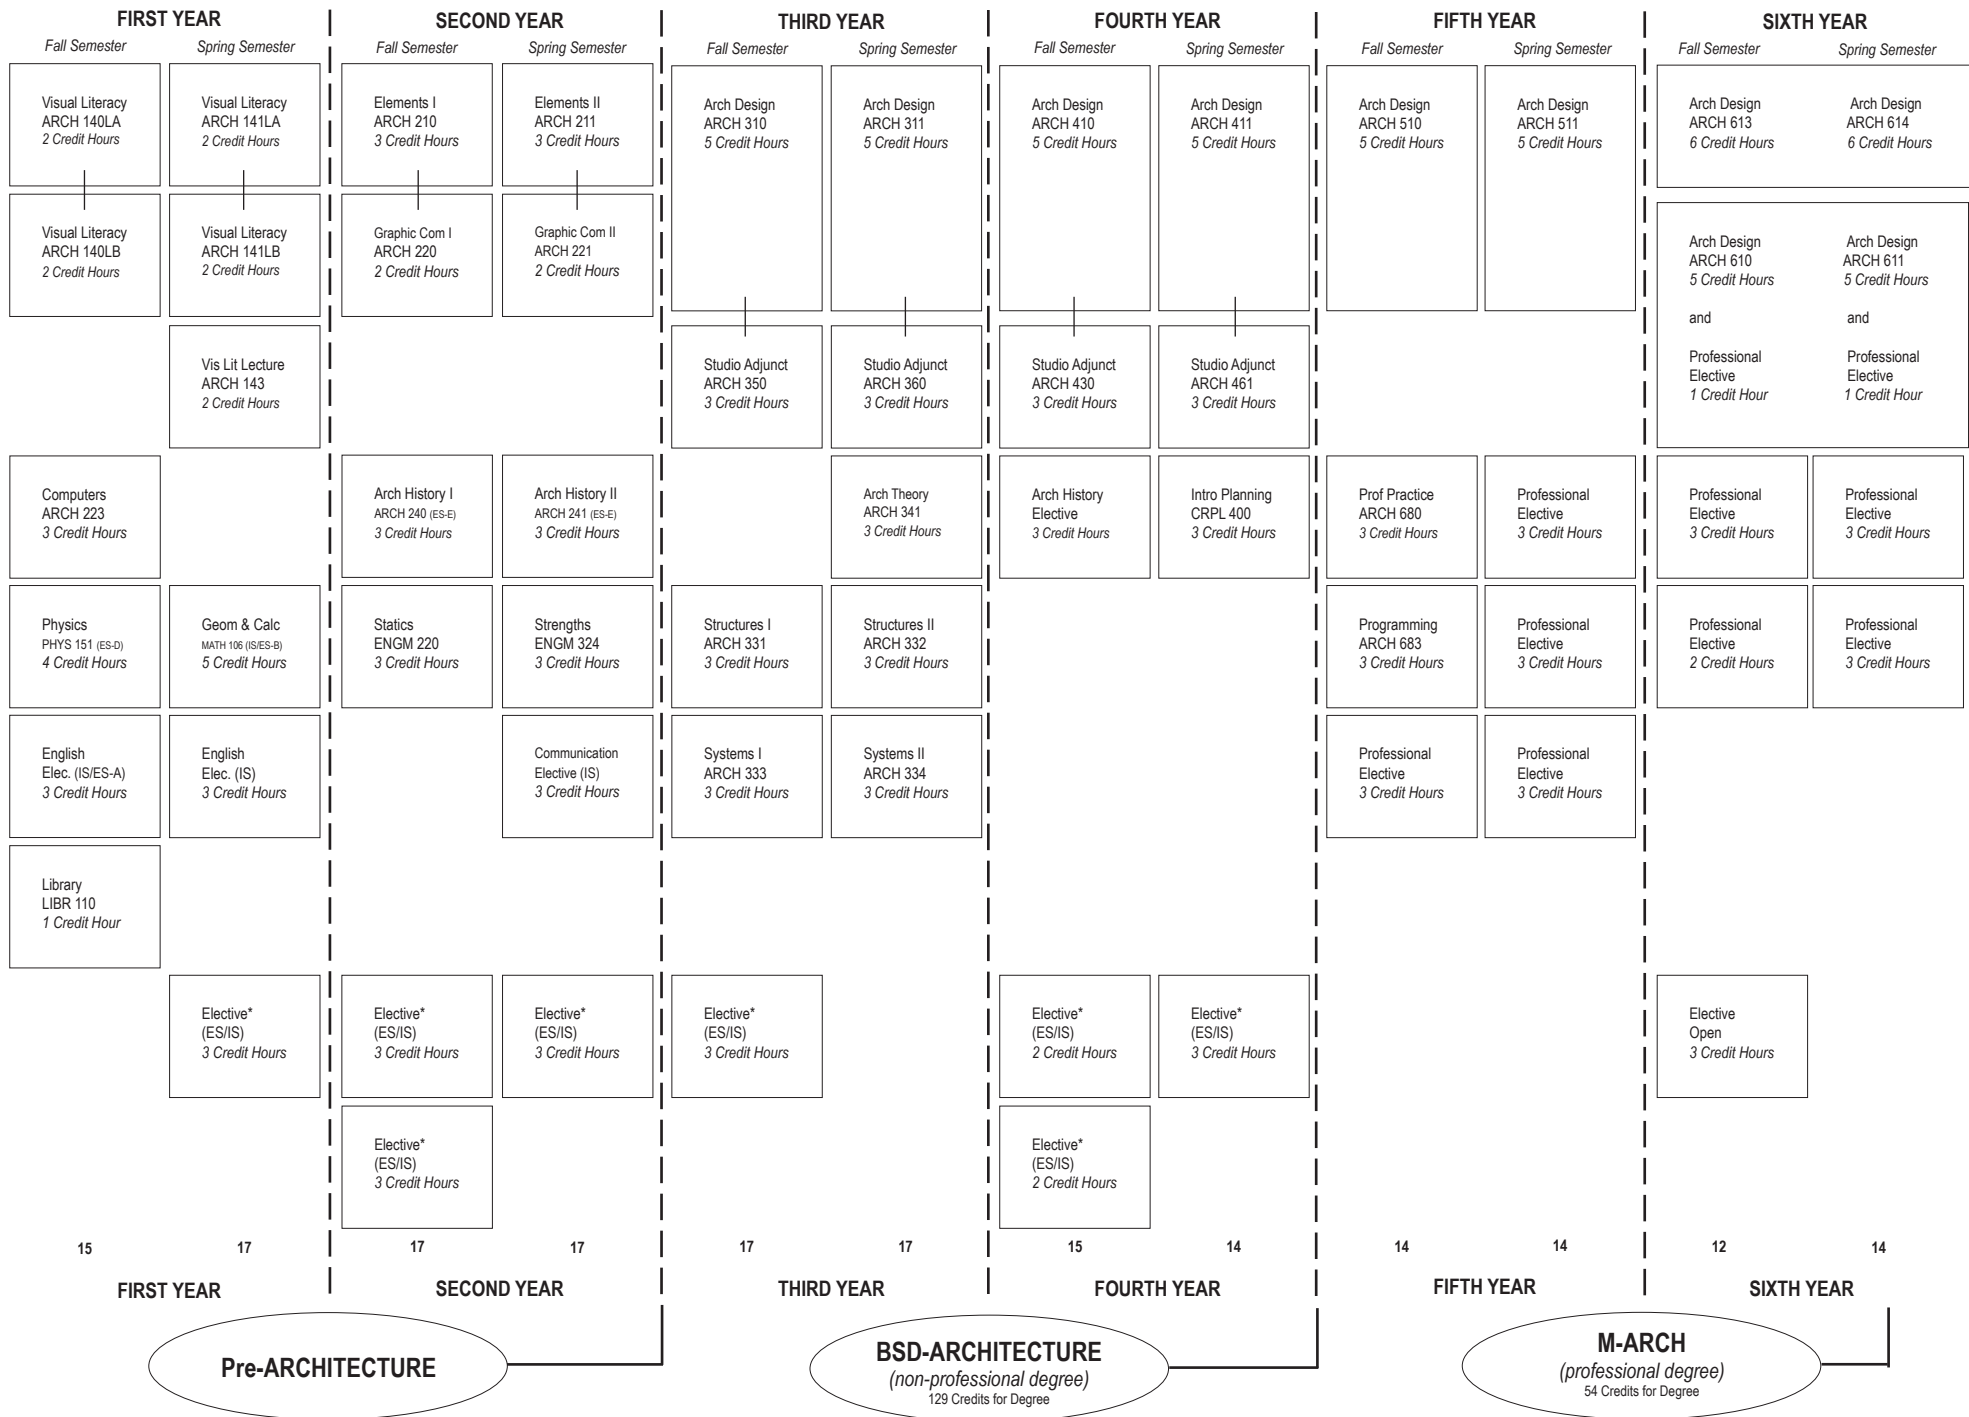 FIRST YEAR
SECOND YEAR
THIRD YEAR
FOURTH YEAR
FIFTH YEAR
SIXTH YEAR
Fall Semester
Spring Semester
Fall Semester
Spring Semester
Fall Semester
Spring Semester
Fall Semester
Spring Semester
Fall Semester
Spring Semester
Fall Semester
Spring Semester
Visual Literacy
ARCH 140LA
2 Credit Hours
Visual Literacy
ARCH 141LA
2 Credit Hours
Elements I
ARCH 210
3 Credit Hours
Elements II
ARCH 211
3 Credit Hours
Arch Design
ARCH 310
5 Credit Hours
Arch Design
ARCH 311
5 Credit Hours
Arch Design
ARCH 410
5 Credit Hours
Arch Design
ARCH 411
5 Credit Hours
Arch Design
ARCH 510
5 Credit Hours
Arch Design
ARCH 511
5 Credit Hours
Arch Design
ARCH 613
6 Credit Hours
Arch Design
ARCH 614
6 Credit Hours
Visual Literacy
ARCH 140LB
2 Credit Hours
Visual Literacy
ARCH 141LB
2 Credit Hours
Graphic Com I
ARCH 220
2 Credit Hours
Graphic Com II
ARCH 221
2 Credit Hours
Arch Design
ARCH 610
5 Credit Hours
and
Professional
Elective
1 Credit Hour
Arch Design
ARCH 611
5 Credit Hours
and
Professional
Elective
1 Credit Hour
Vis Lit Lecture
ARCH 143
2 Credit Hours
Studio Adjunct
ARCH 350
3 Credit Hours
Studio Adjunct
ARCH 360
3 Credit Hours
Studio Adjunct
ARCH 430
3 Credit Hours
Studio Adjunct
ARCH 461
3 Credit Hours
Computers
ARCH 223
3 Credit Hours
Arch History I
ARCH 240 (ES-E)
3 Credit Hours
Arch History II
ARCH 241 (ES-E)
3 Credit Hours
Arch Theory
ARCH 341
3 Credit Hours
Arch History
Elective
3 Credit Hours
Intro Planning
CRPL 400
3 Credit Hours
Prof Practice
ARCH 680
3 Credit Hours
Professional
Elective
3 Credit Hours
Professional
Elective
3 Credit Hours
Professional
Elective
3 Credit Hours
Physics
PHYS 151 (ES-D)
4 Credit Hours
Geom & Calc
MATH 106 (IS/ES-B)
5 Credit Hours
Statics
ENGM 220
3 Credit Hours
Strengths
ENGM 324
3 Credit Hours
Structures I
ARCH 331
3 Credit Hours
Structures II
ARCH 332
3 Credit Hours
Programming
ARCH 683
3 Credit Hours
Professional
Elective
3 Credit Hours
Professional
Elective
2 Credit Hours
Professional
Elective
3 Credit Hours
English
Elec. (IS/ES-A)
3 Credit Hours
English
Elec. (IS)
3 Credit Hours
Communication
Elective (IS)
3 Credit Hours
Systems I
ARCH 333
3 Credit Hours
Systems II
ARCH 334
3 Credit Hours
Professional
Elective
3 Credit Hours
Professional
Elective
3 Credit Hours
Library
LIBR 110
1 Credit Hour
Elective*
(ES/IS)
3 Credit Hours
Elective*
(ES/IS)
3 Credit Hours
Elective*
(ES/IS)
3 Credit Hours
Elective*
(ES/IS)
3 Credit Hours
Elective*
(ES/IS)
2 Credit Hours
Elective*
(ES/IS)
3 Credit Hours
Elective
Open
3 Credit Hours
Elective*
(ES/IS)
3 Credit Hours
Elective*
(ES/IS)
2 Credit Hours
15
17
17
17
17
17
15
14
14
14
12
14
FIRST YEAR
SECOND YEAR
THIRD YEAR
FOURTH YEAR
FIFTH YEAR
SIXTH YEAR
Pre-ARCHITECTURE
BSD-ARCHITECTURE
(non-professional degree)
129 Credits for Degree
M-ARCH
(professional degree)
54 Credits for Degree